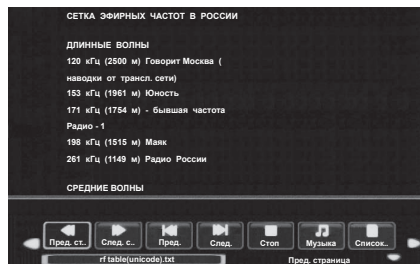 СЕТКА ЭФИРНЫХ ЧАСТОТ В РОССИИ
ДЛИННЫЕ ВОЛНЫ
120 кГц (2500 м) Говорит Москва (
наводки от трансл. сети)
153 кГц (1961 м) Юность
171 кГц (1754 м) - бывшая частота
Радио - 1
198 кГц (1515 м) Маяк
261 кГц (1149 м) Радио России
СРЕДНИЕ ВОЛНЫ
Пред. ст.. След. с.. Пред. След. Стоп Музыка Список..
rf table(unicode).txt Пред. страница